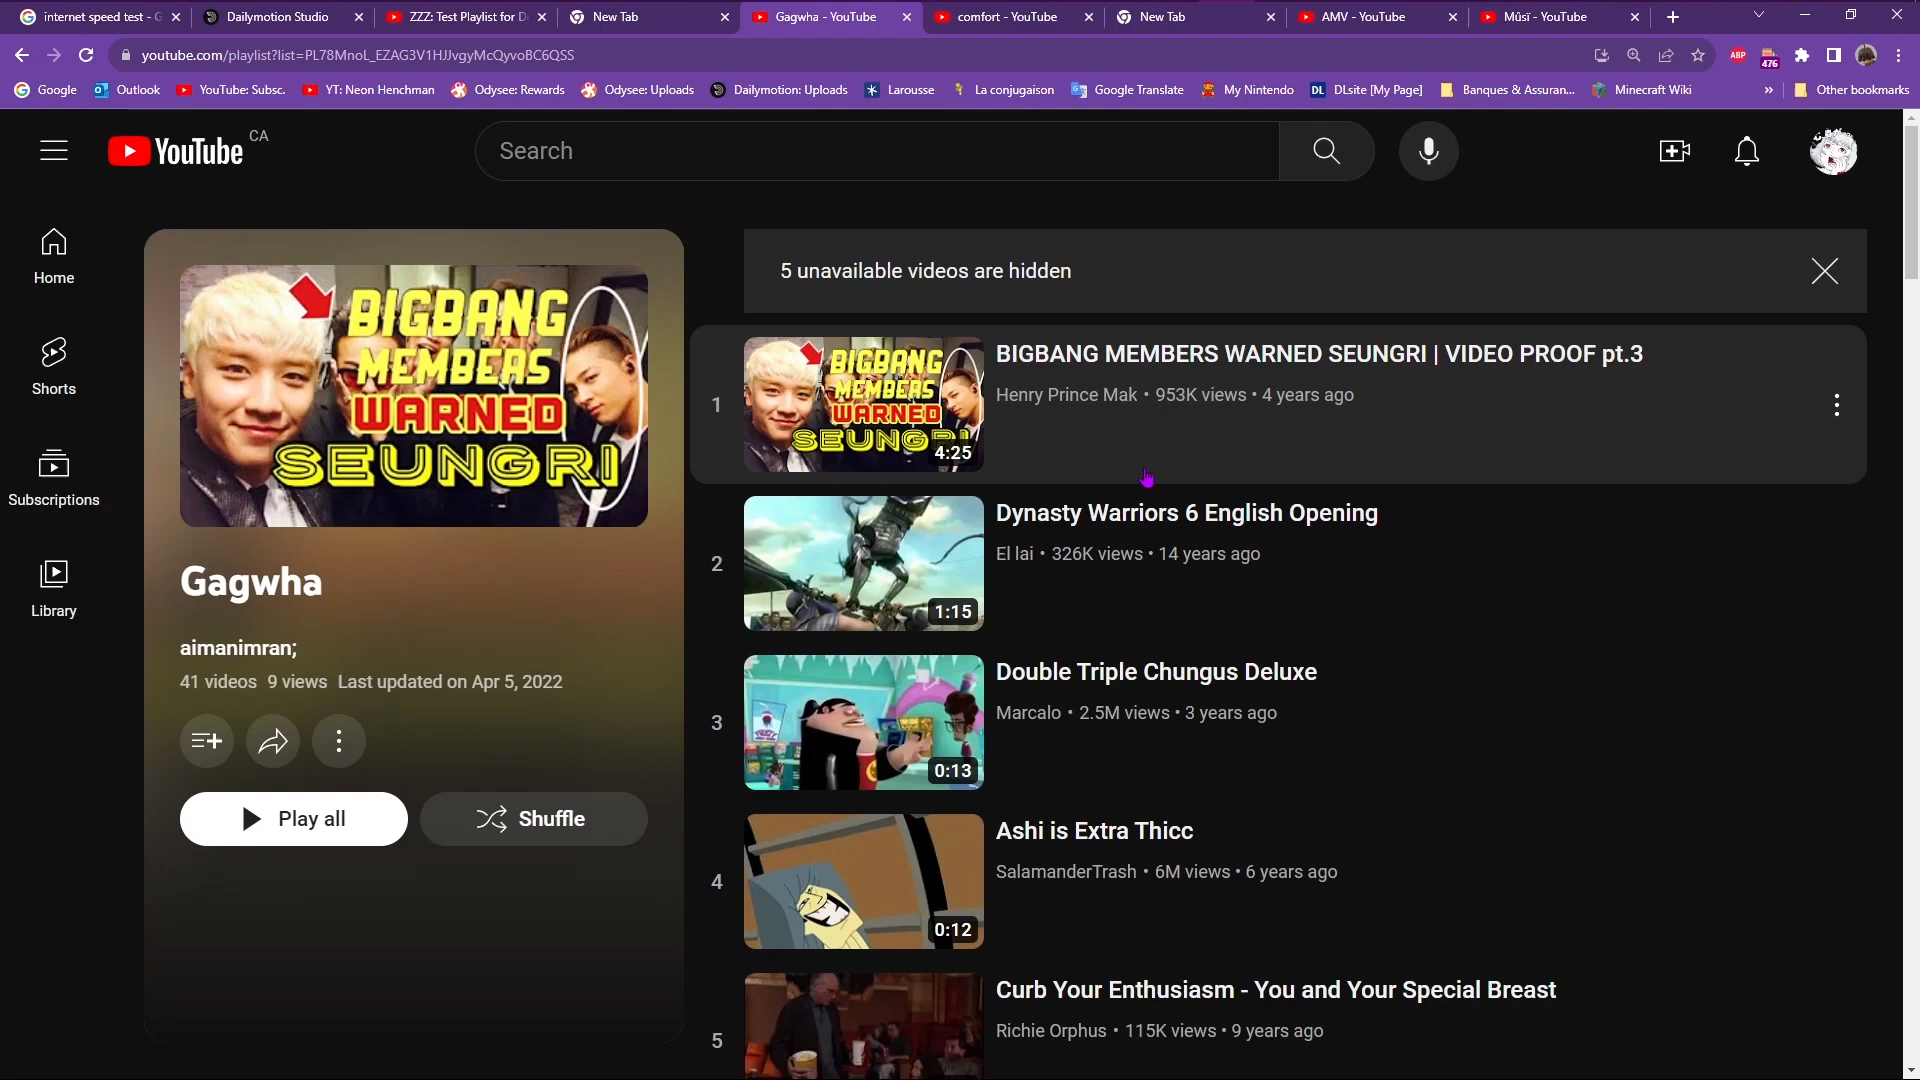 internet speed test - G
Dailymotion Studio
ZZZ: Test Playlist for D
New Tab
Gagwha - YouTube
comfort - YouTube
New Tab
AMV - YouTube
Mûsï - YouTube
youtube.com/playlist?list=PL78MnoL_EZAG3V1HJJvgyMcQyvoBC6QSS
ABP
476
Google
Outlook
YouTube: Subsc.
YT: Neon Henchman
Odysee: Rewards
Odysee: Uploads
Dailymotion: Uploads
Larousse
La conjugaison
Google Translate
My Nintendo
DL DLsite [My Page]
Banques & Assuran...
Minecraft Wiki
»
Other bookmarks
YouTube CA
Search
Home
Shorts
Subscriptions
Library
BIGBANG
MEMBERS
WARNED
SEUNGRI
Gagwha
aimanimran;
41 videos 9 views Last updated on Apr 5, 2022
Play all
Shuffle
5 unavailable videos are hidden
1
BIGBANG
MEMBERS
WARNED
SEUNGRI
4:25
BIGBANG MEMBERS WARNED SEUNGRI | VIDEO PROOF pt.3
Henry Prince Mak • 953K views • 4 years ago
2
1:15
Dynasty Warriors 6 English Opening
El lai • 326K views • 14 years ago
3
0:13
Double Triple Chungus Deluxe
Marcalo • 2.5M views • 3 years ago
4
0:12
Ashi is Extra Thicc
SalamanderTrash • 6M views • 6 years ago
5
Curb Your Enthusiasm - You and Your Special Breast
Richie Orphus • 115K views • 9 years ago